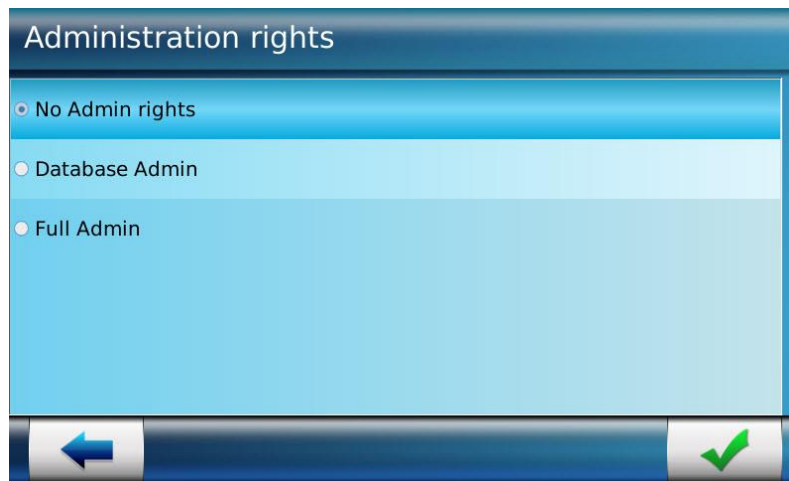 Administration rights
No Admin rights
Database Admin
Full Admin